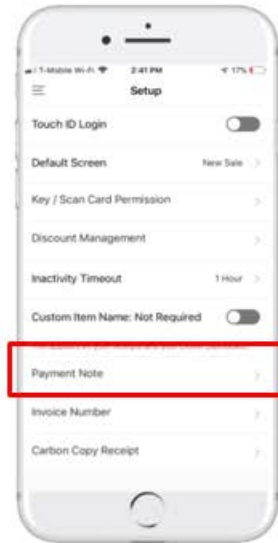 T-Mobile Wi-Fi 2:41 PM 17%
Setup
Touch ID Login
Default Screen New Sale
Key / Scan Card Permission
Discount Management
Inactivity Timeout 1 Hour
Custom Item Name: Not Required
Payment Note
Invoice Number
Carbon Copy Receipt